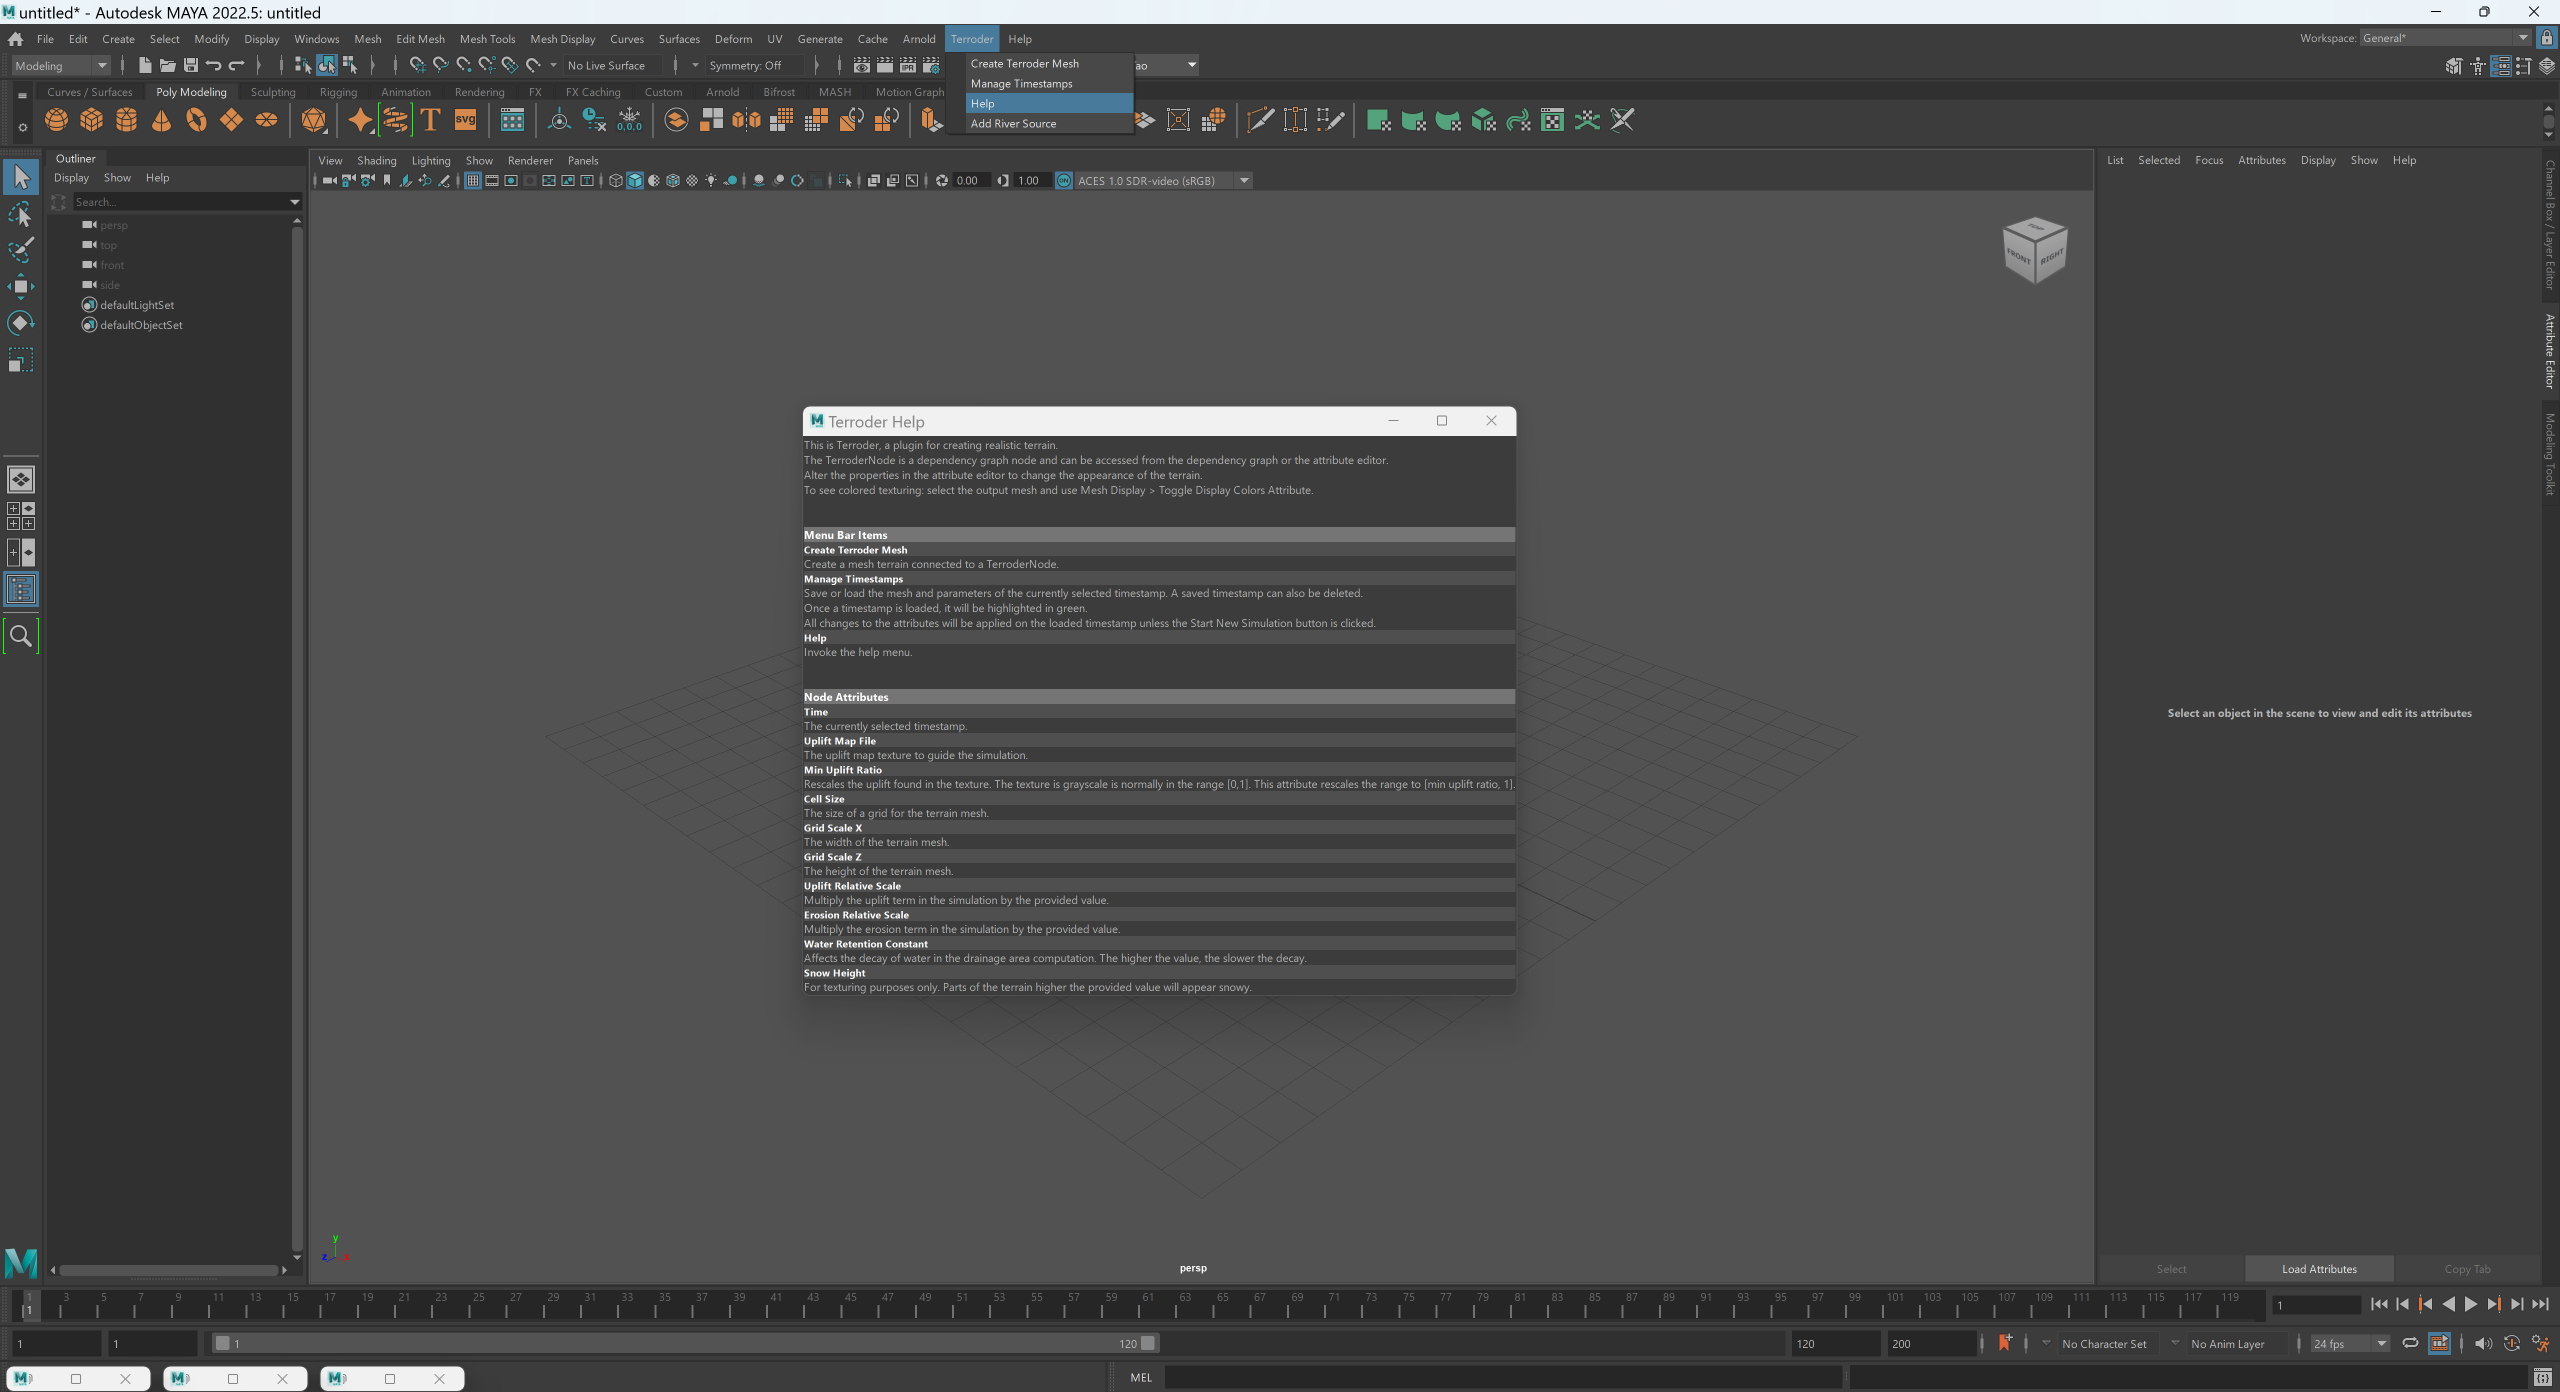 untitled* - Autodesk MAYA 2022.5: untitled
File Edit Create Select Modify Display Windows Mesh Edit Mesh Mesh Tools Mesh Display Curves Surfaces Deform UV Generate Cache Arnold Terroder Help
Workspace: General*
Modeling
No Live Surface
Symmetry: Off
ao
Create Terroder Mesh
Manage Timestamps
Help
Add River Source
Curves / Surfaces Poly Modeling Sculpting Rigging Animation Rendering FX FX Caching Custom Arnold Bifrost MASH Motion Graph
T svg IPR 0,0,0
Outliner
Display Show Help
Search...
persp
top
front
side
defaultLightSet
defaultObjectSet
View Shading Lighting Show Renderer Panels
0.00 1.00 ON ACES 1.0 SDR-video (sRGB)
TOP
FRONT RIGHT
List Selected Focus Attributes Display Show Help
Channel Box / Layer Editor
Attribute Editor
Modeling Toolkit
Terroder Help
This is Terroder, a plugin for creating realistic terrain.
The TerroderNode is a dependency graph node and can be accessed from the dependency graph or the attribute editor.
Alter the properties in the attribute editor to change the appearance of the terrain.
To see colored texturing: select the output mesh and use Mesh Display > Toggle Display Colors Attribute.
Menu Bar Items
Create Terroder Mesh
Create a mesh terrain connected to a TerroderNode.
Manage Timestamps
Save or load the mesh and parameters of the currently selected timestamp. A saved timestamp can also be deleted.
Once a timestamp is loaded, it will be highlighted in green.
All changes to the attributes will be applied on the loaded timestamp unless the Start New Simulation button is clicked.
Help
Invoke the help menu.
Node Attributes
Time
The currently selected timestamp.
Uplift Map File
The uplift map texture to guide the simulation.
Min Uplift Ratio
Rescales the uplift found in the texture. The texture is grayscale is normally in the range [0,1]. This attribute rescales the range to [min uplift ratio, 1].
Cell Size
The size of a grid for the terrain mesh.
Grid Scale X
The width of the terrain mesh.
Grid Scale Z
The height of the terrain mesh.
Uplift Relative Scale
Multiply the uplift term in the simulation by the provided value.
Erosion Relative Scale
Multiply the erosion term in the simulation by the provided value.
Water Retention Constant
Affects the decay of water in the drainage area computation. The higher the value, the slower the decay.
Snow Height
For texturing purposes only. Parts of the terrain higher the provided value will appear snowy.
Select an object in the scene to view and edit its attributes
y
z x
persp
Select Load Attributes Copy Tab
1 3 5 7 9 11 13 15 17 19 21 23 25 27 29 31 33 35 37 39 41 43 45 47 49 51 53 55 57 59 61 63 65 67 69 71 73 75 77 79 81 83 85 87 89 91 93 95 97 99 101 103 105 107 109 111 113 115 117 119
1 1
1 1 1 120 120 200 No Character Set No Anim Layer 24 fps
MEL